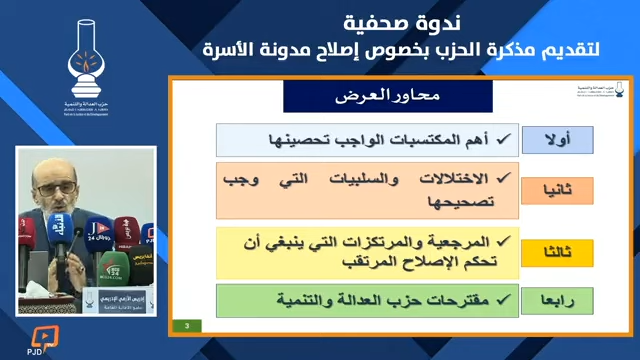 ندوة صحفية
لتقديم مذكرة الحزب بخصوص إصلاح مدونة الأسرة
حزب العدالة والتنمية
محاور العرض
أولا
✓ أهم المكتسبات الواجب تحصينها
ثانيا
✓ الاختلالات والسلبيات التي وجب
تصحيحها
ثالثا
✓ المرجعية والمرتكزات التي ينبغي أن
تحكم الإصلاح المرتقب
رابعا
✓ مقترحات حزب العدالة والتنمية
3
إدريس الأزمي الإدريسي
PJD